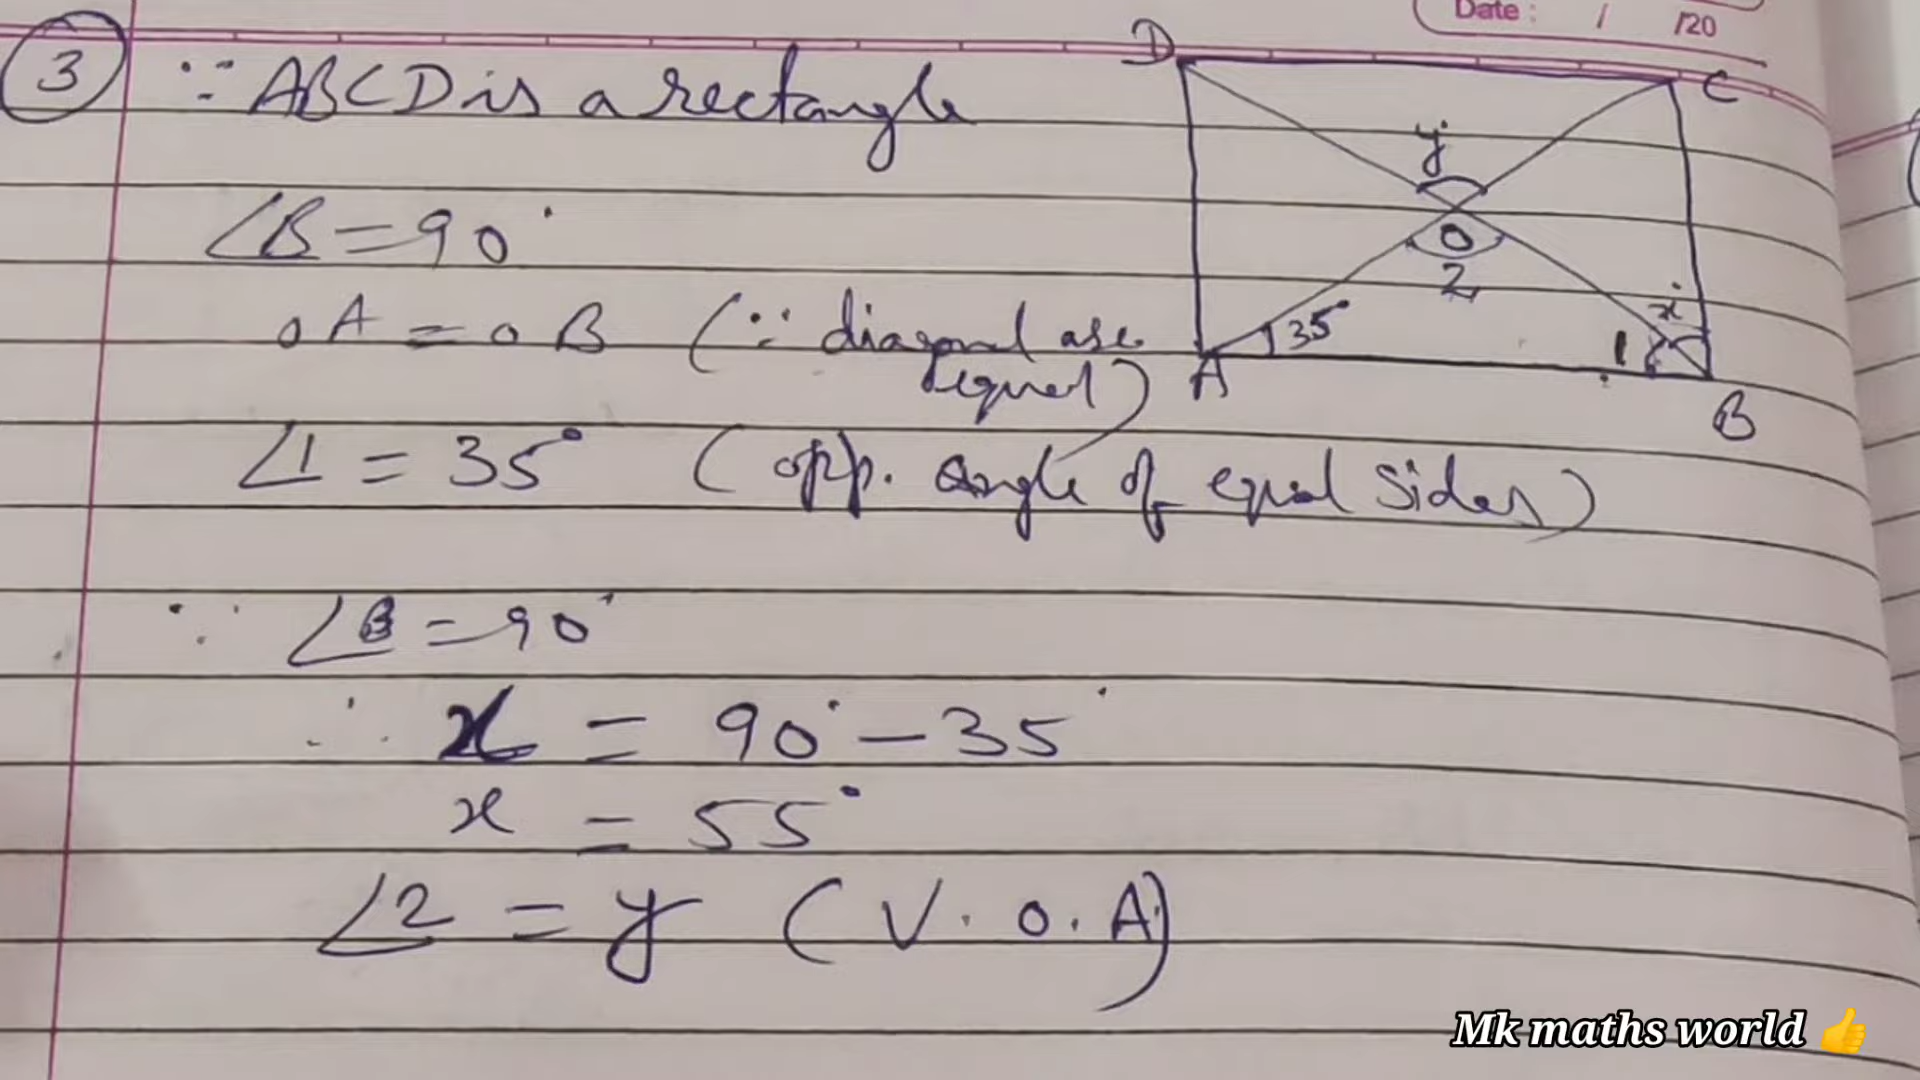 Date: / /20
3
∵ ABCD is a rectangle
∠B = 90°
OA = OB (∵ diagonal are
equal)
∠1 = 35° (opp. angle of equal sides)
∵ ∠B = 90°
∴ x = 90° - 35°
x = 55°
∠2 = y (V.O.A)
D
C
y
O
2
x
35°
1
A
B
Mk maths world 👍